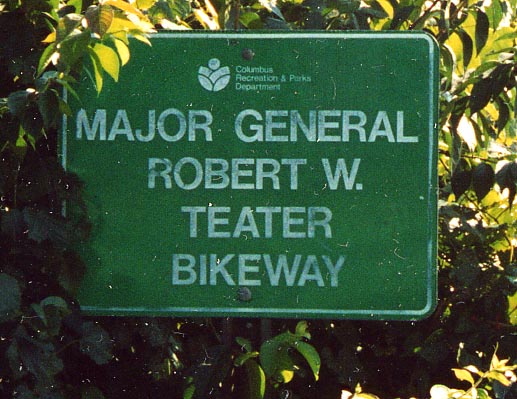 Columbus
Recreation & Parks
Department
MAJOR GENERAL
ROBERT W.
TEATER
BIKEWAY